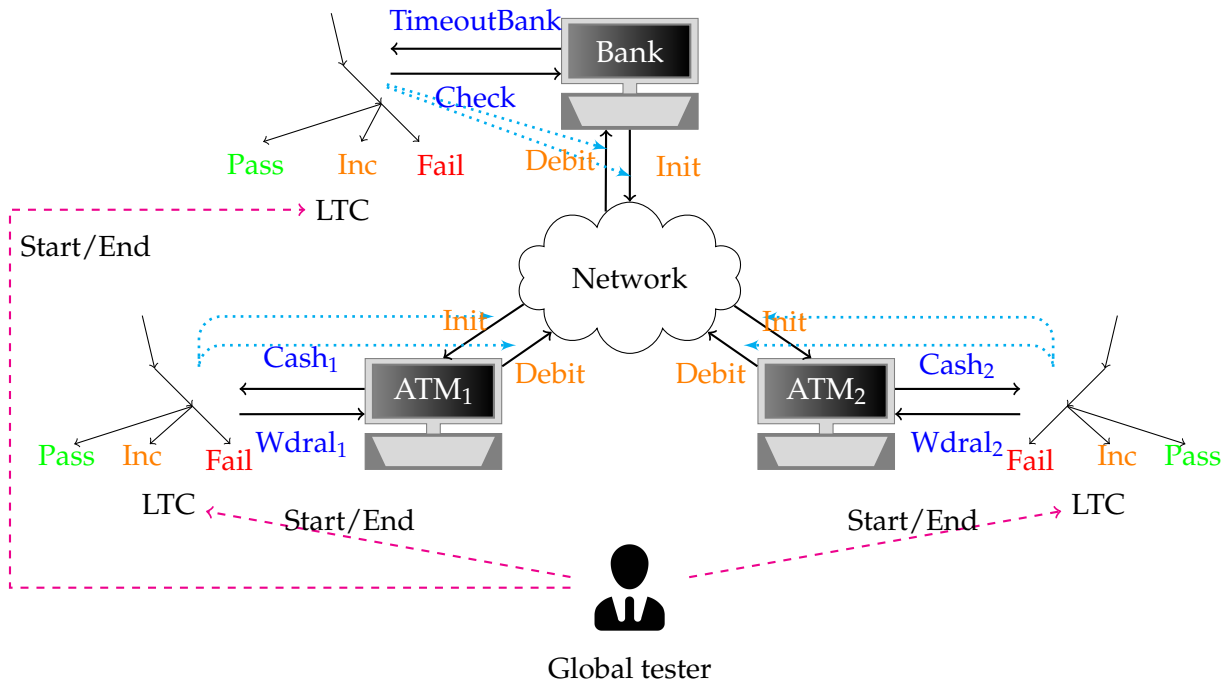 TimeoutBank
Bank
Check
Pass
Inc
Fail
Debit
Init
LTC
Start/End
Network
Init
Init
Cash₁
ATM₁
Debit
Debit
ATM₂
Cash₂
Pass
Inc
Fail
Wdral₁
Wdral₂
Fail
Inc
Pass
LTC
Start/End
Start/End
LTC
Global tester